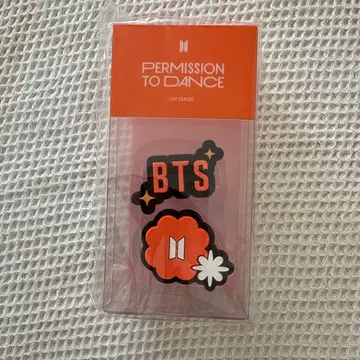 PERMISSION
TO DANCE
ON STAGE
BTS